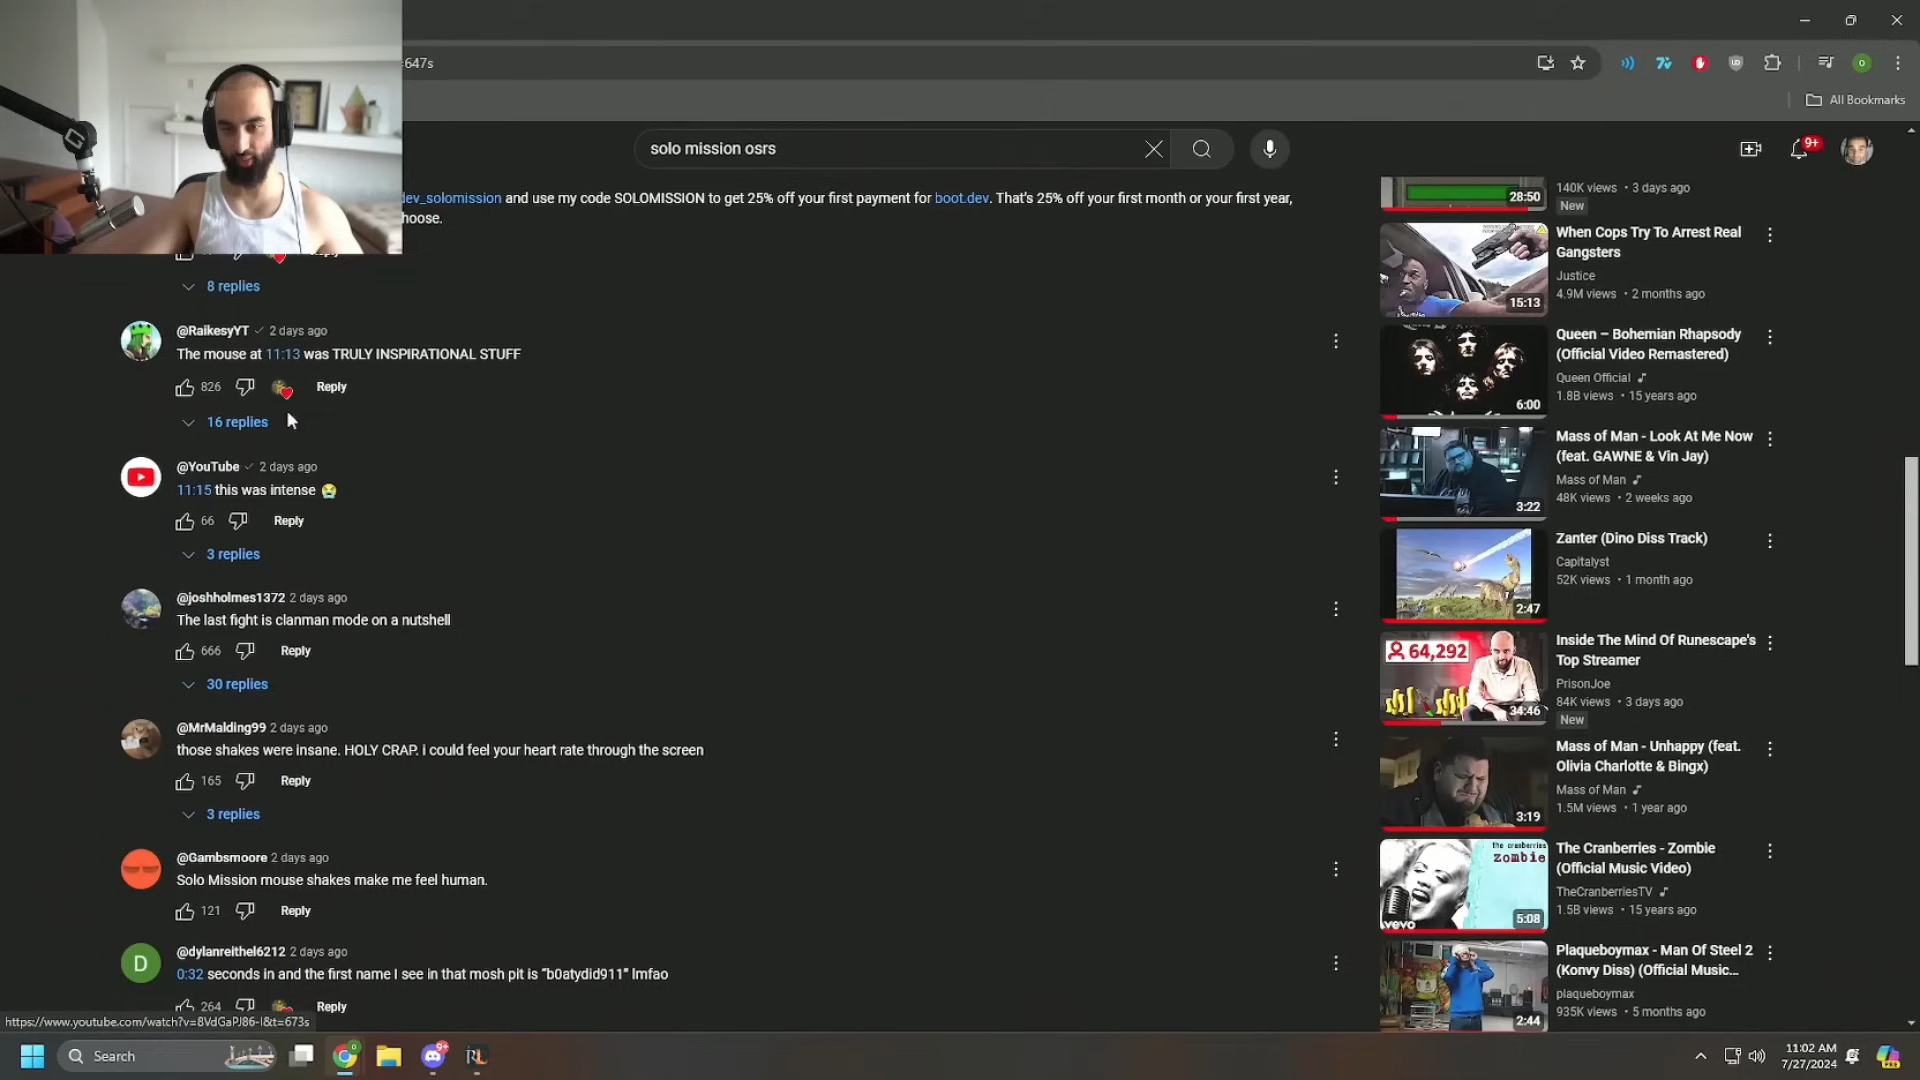 =647s
All Bookmarks
solo mission osrs
9+
dev_solomission and use my code SOLOMISSION to get 25% off your first payment for boot.dev. That's 25% off your first month or your first year,
hoose.
8 replies
@RaikesyYT 2 days ago
The mouse at 11:13 was TRULY INSPIRATIONAL STUFF
826 Reply
16 replies
@YouTube 2 days ago
11:15 this was intense 😭
66 Reply
3 replies
@joshholmes1372 2 days ago
The last fight is clanman mode on a nutshell
666 Reply
30 replies
@MrMalding99 2 days ago
those shakes were insane. HOLY CRAP. i could feel your heart rate through the screen
165 Reply
3 replies
@Gambsmoore 2 days ago
Solo Mission mouse shakes make me feel human.
121 Reply
D
@dylanreithel6212 2 days ago
0:32 seconds in and the first name I see in that mosh pit is "b0atydid911" lmfao
264 Reply
28:50
140K views • 3 days ago
New
15:13
When Cops Try To Arrest Real
Gangsters
Justice
4.9M views • 2 months ago
6:00
Queen – Bohemian Rhapsody
(Official Video Remastered)
Queen Official
1.8B views • 15 years ago
3:22
Mass of Man - Look At Me Now
(feat. GAWNE & Vin Jay)
Mass of Man
48K views • 2 weeks ago
2:47
Zanter (Dino Diss Track)
Capitalyst
52K views • 1 month ago
64,292
34:46
Inside The Mind Of Runescape's
Top Streamer
PrisonJoe
84K views • 3 days ago
New
3:19
Mass of Man - Unhappy (feat.
Olivia Charlotte & Bingx)
Mass of Man
1.5M views • 1 year ago
the cranberries
zombie
vevo
5:08
The Cranberries - Zombie
(Official Music Video)
TheCranberriesTV
1.5B views • 15 years ago
2:44
Plaqueboymax - Man Of Steel 2
(Konvy Diss) (Official Music...
plaqueboymax
935K views • 5 months ago
https://www.youtube.com/watch?v=8VdGaPJ86-I&t=673s
Search
9+
11:02 AM
7/27/2024